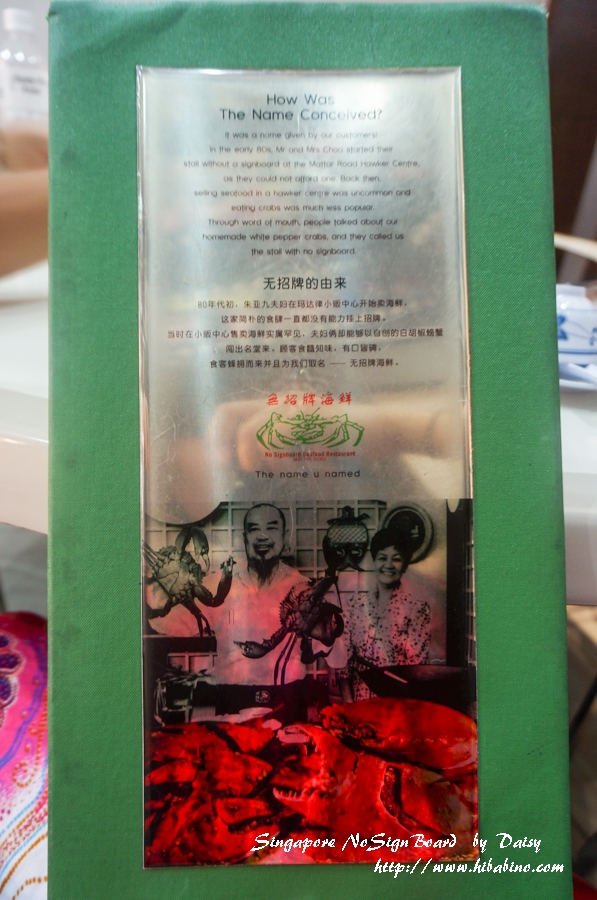 How Was
The Name Conceived?
It was a name given by our customers!
In the early 80s, Mr and Mrs Choo started their
stall without a signboard at the Mattar Road Hawker Centre,
as they could not afford one. Back then,
selling seafood in a hawker centre was uncommon and
eating crabs was much less popular.
Through word of mouth, people talked about our
homemade white pepper crabs, and they called us
the stall with no signboard.
无招牌的由来
80年代初，朱亚九夫妇在玛达律小贩中心开始卖海鲜，
这家简朴的食肆一直都没有能力挂上招牌。
当时在小贩中心售卖海鲜实属罕见，夫妇俩却能够以自创的白胡椒螃蟹
闯出名堂来。顾客食髓知味，有口皆碑，
食客蜂拥而来并且为我们取名 —— 无招牌海鲜。
無招牌海鲜
No Signboard Seafood Restaurant
The name u named
Singapore NoSignBoard by Daisy
http://www.hibabino.com